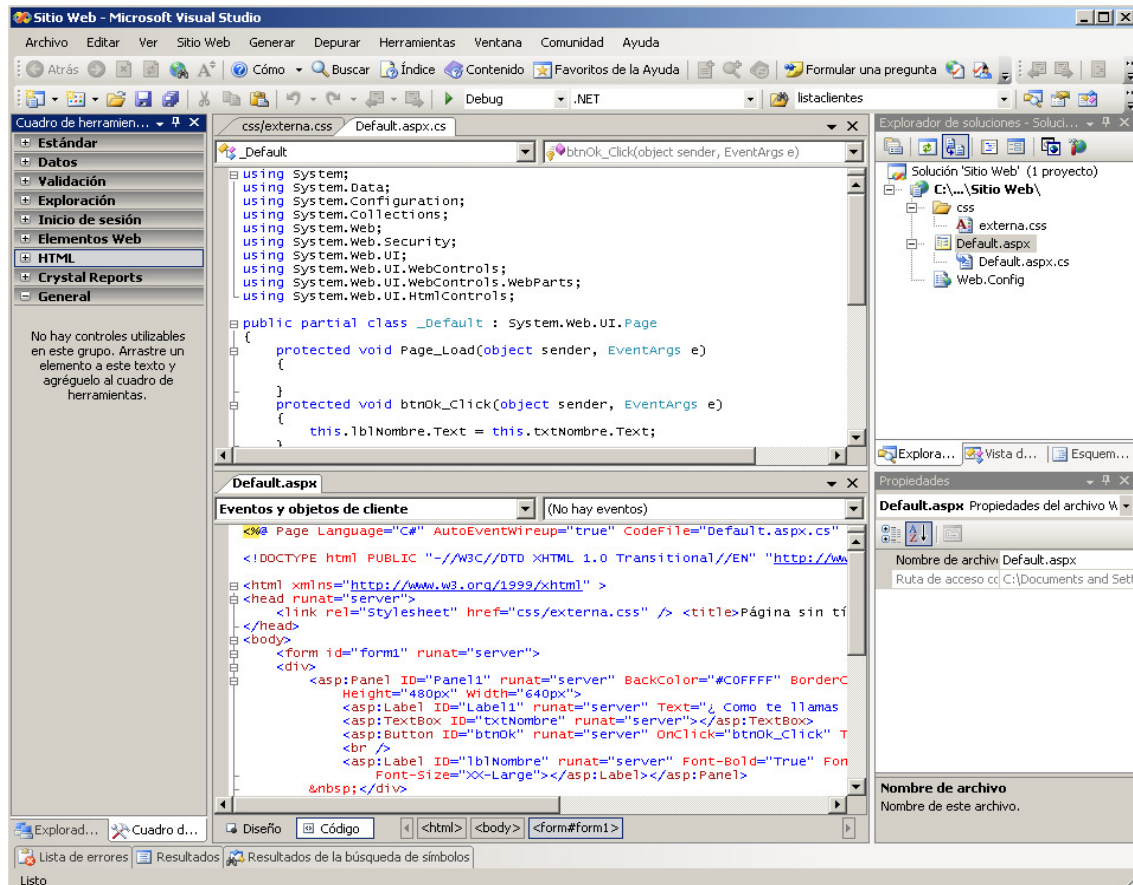 Sitio Web - Microsoft Visual Studio
Archivo Editar Ver Sitio Web Generar Depurar Herramientas Ventana Comunidad Ayuda
Atrás Cómo Buscar Índice Contenido Favoritos de la Ayuda Formular una pregunta
Debug .NET listaclientes
Cuadro de herramien...
Estándar
Datos
Validación
Exploración
Inicio de sesión
Elementos Web
HTML
Crystal Reports
General
No hay controles utilizables
en este grupo. Arrastre un
elemento a este texto y
agréguelo al cuadro de
herramientas.
Explorad... Cuadro d...
css/externa.css Default.aspx.cs
_Default btnOk_Click(object sender, EventArgs e)
using System;
using System.Data;
using System.Configuration;
using System.Collections;
using System.Web;
using System.Web.Security;
using System.Web.UI;
using System.Web.UI.WebControls;
using System.Web.UI.WebControls.WebParts;
using System.Web.UI.HtmlControls;
public partial class _Default : System.Web.UI.Page
{
protected void Page_Load(object sender, EventArgs e)
{
}
protected void btnOk_Click(object sender, EventArgs e)
{
this.lblNombre.Text = this.txtNombre.Text;
}
Default.aspx
Eventos y objetos de cliente (No hay eventos)
<%@ Page Language="C#" AutoEventWireup="true" CodeFile="Default.aspx.cs"
<!DOCTYPE html PUBLIC "-//W3C//DTD XHTML 1.0 Transitional//EN" "http://ww
<html xmlns="http://www.w3.org/1999/xhtml" >
<head runat="server">
<link rel="Stylesheet" href="css/externa.css" /> <title>Página sin tí
</head>
<body>
<form id="form1" runat="server">
<div>
<asp:Panel ID="Panel1" runat="server" BackColor="#C0FFFF" BorderC
Height="480px" Width="640px">
<asp:Label ID="Label1" runat="server" Text="¿ Como te llamas
<asp:TextBox ID="txtNombre" runat="server"></asp:TextBox>
<asp:Button ID="btnOk" runat="server" OnClick="btnOk_Click" T
<br />
<asp:Label ID="lblNombre" runat="server" Font-Bold="True" Fon
Font-Size="XX-Large"></asp:Label></asp:Panel>
&nbsp;</div>
Diseño Código <html> <body> <form#form1>
Explorador de soluciones - Soluci...
Solución 'Sitio Web' (1 proyecto)
C:\...\Sitio Web\
css
externa.css
Default.aspx
Default.aspx.cs
Web.Config
Explora... Vista d... Esquem...
Propiedades
Default.aspx Propiedades del archivo W
Nombre de archiv Default.aspx
Ruta de acceso cc C:\Documents and Sett
Nombre de archivo
Nombre de este archivo.
Lista de errores Resultados Resultados de la búsqueda de símbolos
Listo